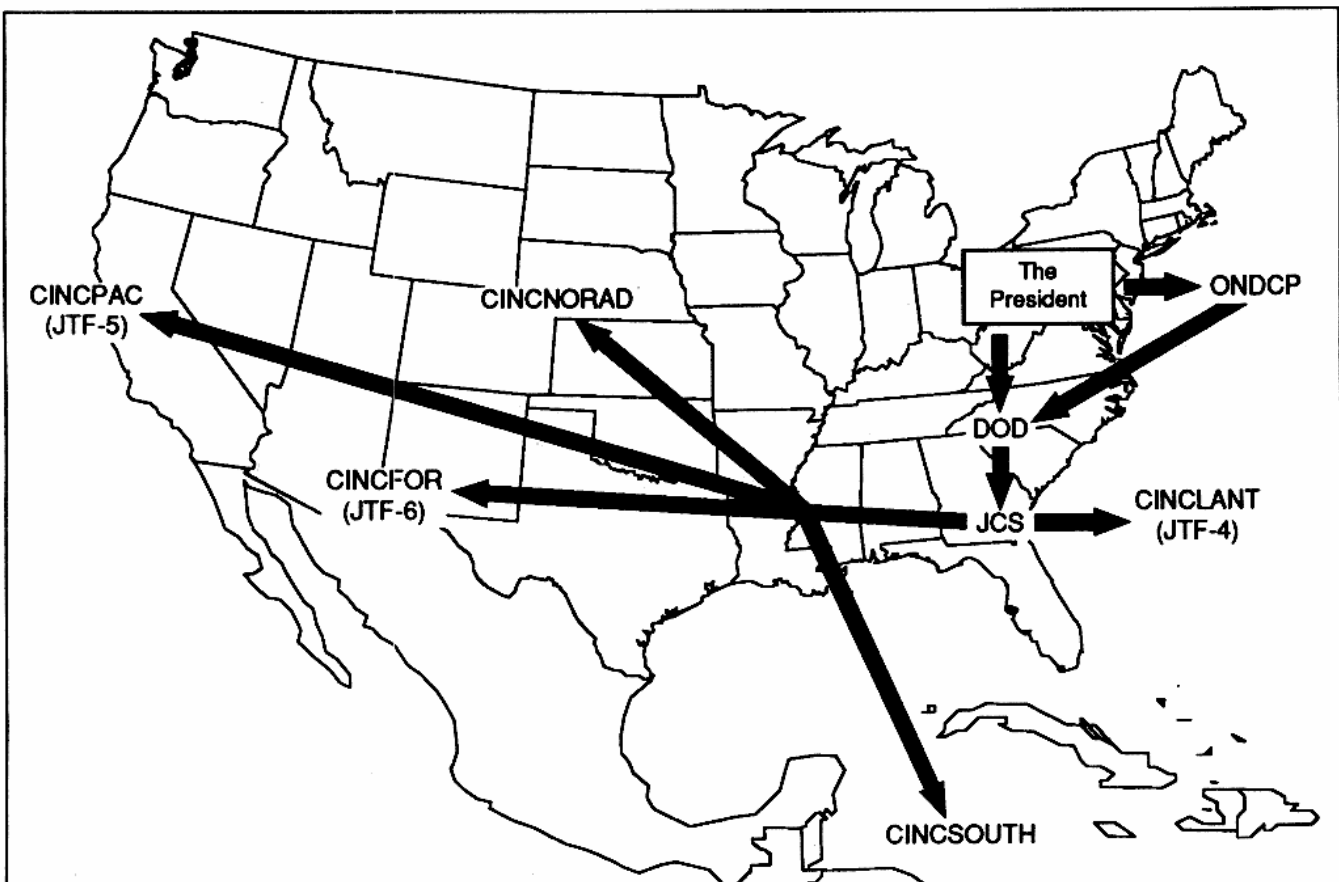 The
President
ONDCP
CINCPAC
(JTF-5)
CINCNORAD
DOD
CINCFOR
(JTF-6)
JCS
CINCLANT
(JTF-4)
CINCSOUTH